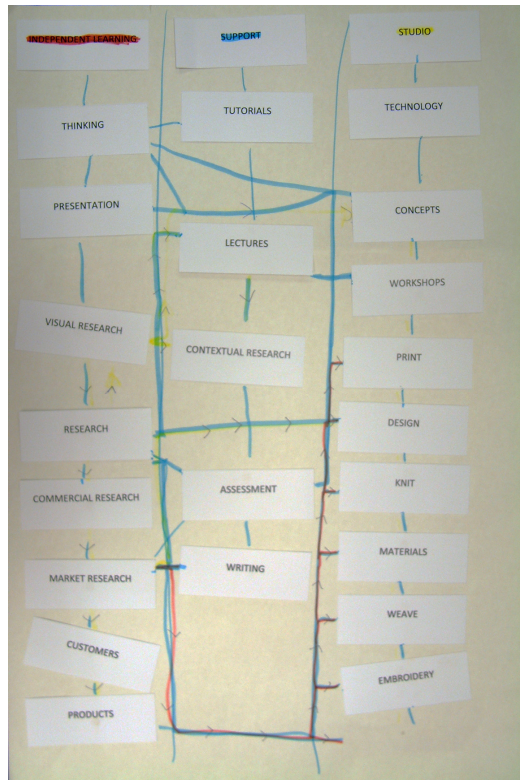 INDEPENDENT LEARNING
THINKING
PRESENTATION
VISUAL RESEARCH
RESEARCH
COMMERCIAL RESEARCH
MARKET RESEARCH
CUSTOMERS
PRODUCTS
SUPPORT
TUTORIALS
LECTURES
CONTEXTUAL RESEARCH
ASSESSMENT
WRITING
STUDIO
TECHNOLOGY
CONCEPTS
WORKSHOPS
PRINT
DESIGN
KNIT
MATERIALS
WEAVE
EMBROIDERY